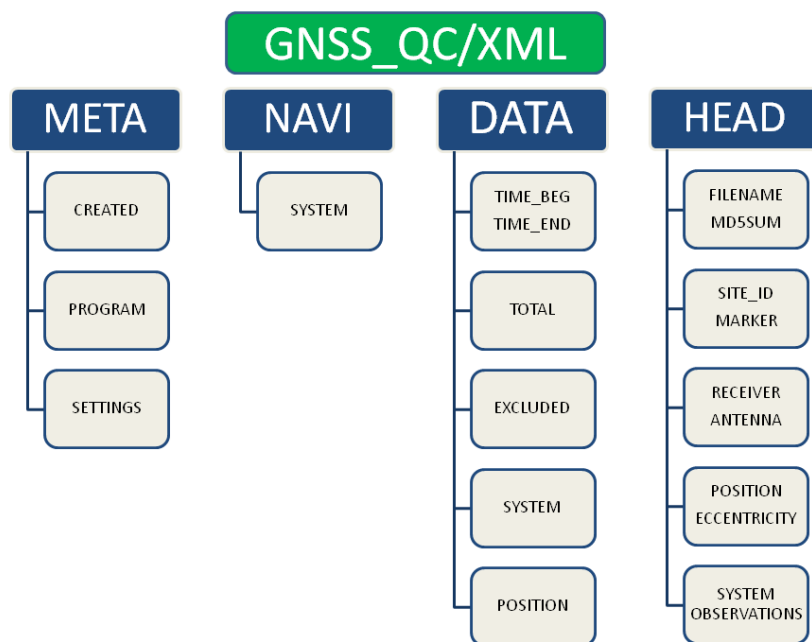 GNSS_QC/XML
META
CREATED
PROGRAM
SETTINGS
NAVI
SYSTEM
DATA
TIME_BEG
TIME_END
TOTAL
EXCLUDED
SYSTEM
POSITION
HEAD
FILENAME
MD5SUM
SITE_ID
MARKER
RECEIVER
ANTENNA
POSITION
ECCENTRICITY
SYSTEM
OBSERVATIONS